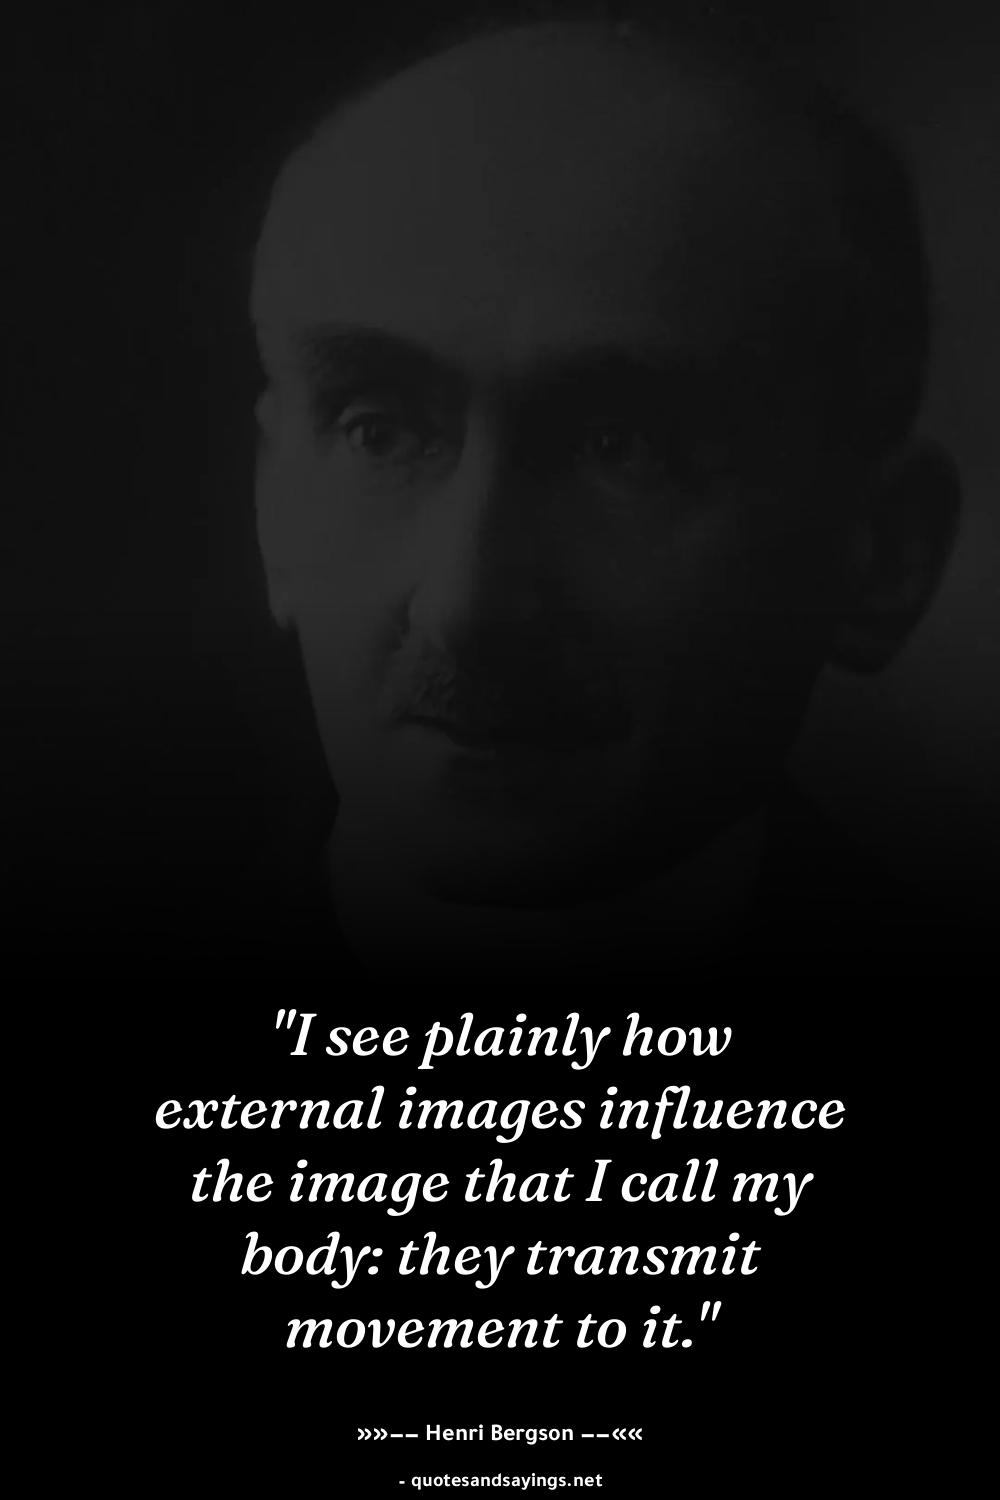 "I see plainly how
external images influence
the image that I call my
body: they transmit
movement to it."
»»−− Henri Bergson −−««
- quotesandsayings.net